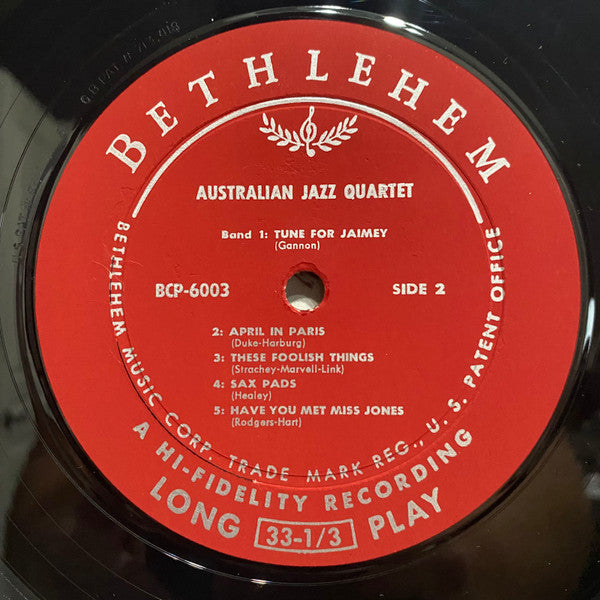 BETHLEHEM
AUSTRALIAN JAZZ QUARTET
Band 1: TUNE FOR JAIMEY
(Gannon)
BCP-6003
SIDE 2
2: APRIL IN PARIS
(Duke-Harburg)
3: THESE FOOLISH THINGS
(Strachey-Marvell-Link)
4: SAX PADS
(Healey)
5: HAVE YOU MET MISS JONES
(Rodgers-Hart)
BETHLEHEM MUSIC CORP. TRADE MARK REG., U. S. PATENT OFFICE
A HI-FIDELITY RECORDING
LONG 33-1/3 PLAY